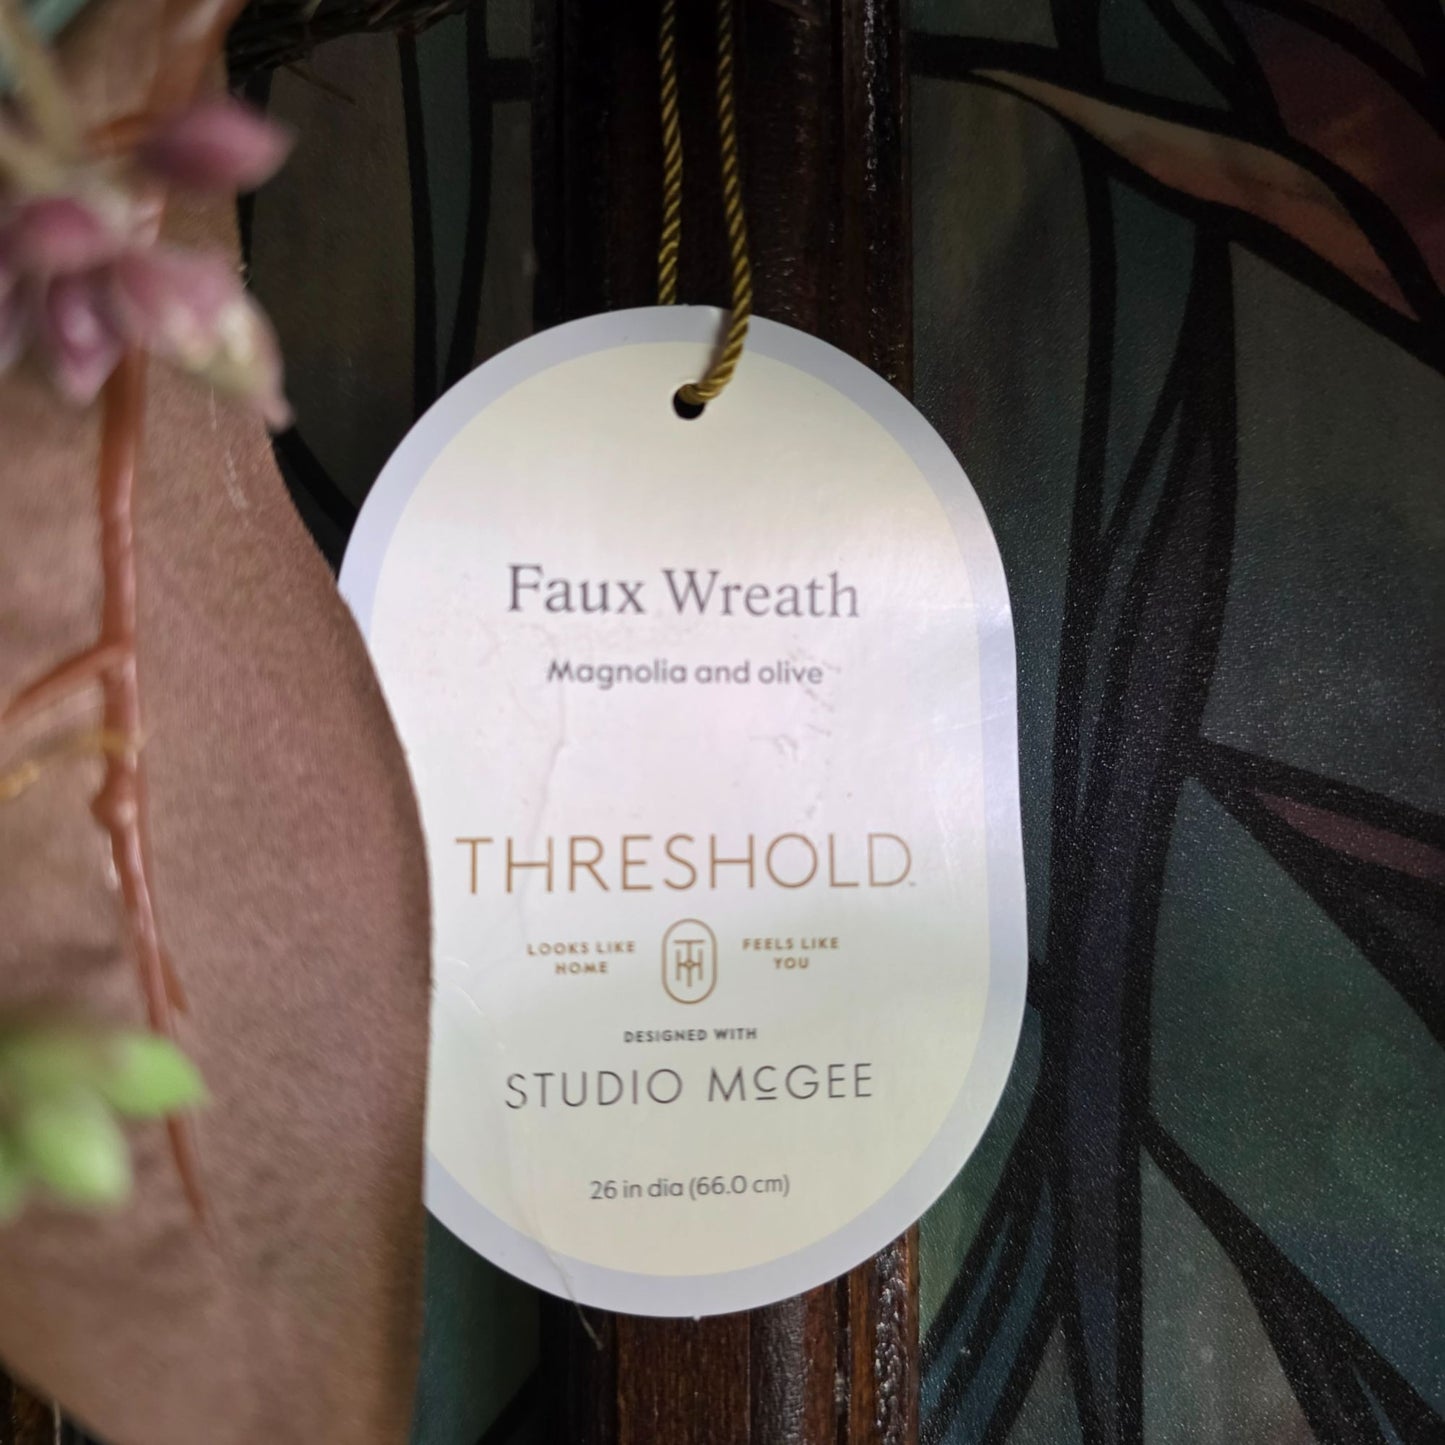 Faux Wreath
Magnolia and olive
THRESHOLD™
LOOKS LIKE
HOME
FEELS LIKE
YOU
DESIGNED WITH
STUDIO McGEE
26 in dia (66.0 cm)